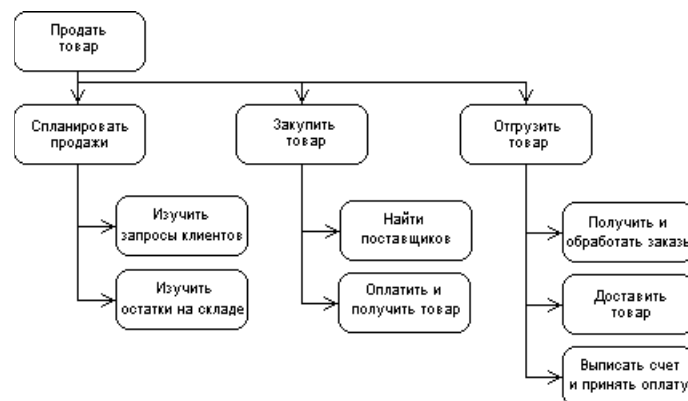 Продать
товар
Спланировать
продажи
Закупить
товар
Отгрузить
товар
Изучить
запросы клиентов
Изучить
остатки на складе
Найти
поставщиков
Оплатить и
получить товар
Получить и
обработать заказы
Доставить
товар
Выписать счет
и принять оплату